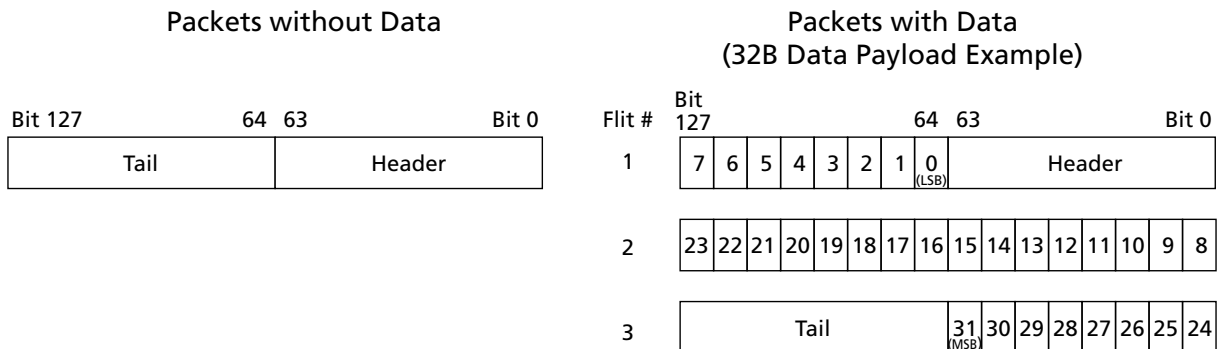 Packets without Data
Bit 127 64 63 Bit 0
Tail Header
Packets with Data
(32B Data Payload Example)
Flit # Bit 127 64 63 Bit 0
1 7 6 5 4 3 2 1 0 (LSB) Header
2 23 22 21 20 19 18 17 16 15 14 13 12 11 10 9 8
3 Tail 31 (MSB) 30 29 28 27 26 25 24